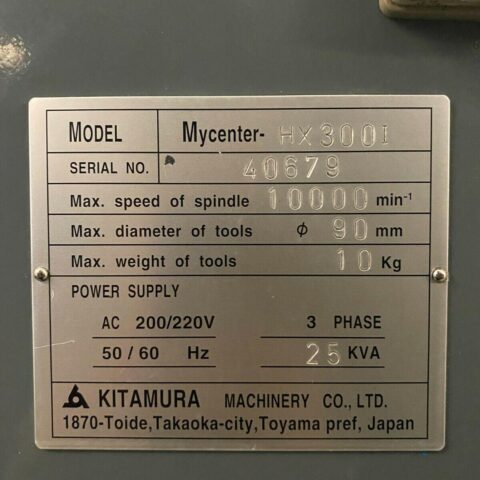 MODEL Mycenter- HX300I
SERIAL NO. 40679
Max. speed of spindle 10000 min⁻¹
Max. diameter of tools φ 90 mm
Max. weight of tools 10 Kg
POWER SUPPLY
AC 200/220V 3 PHASE
50/60 Hz 25 KVA
KITAMURA MACHINERY CO., LTD.
1870-Toide,Takaoka-city,Toyama pref, Japan